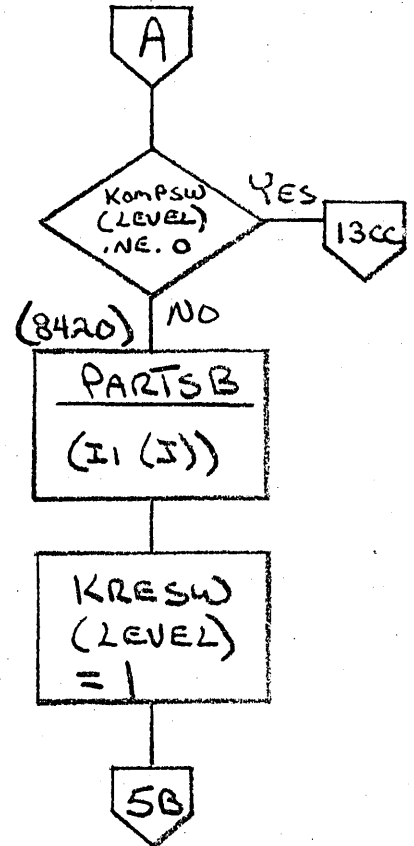 A
KOMPSW
(LEVEL)
.NE. O
YES
13CC
(8420)
NO
PARTSB
(I1 (J))
KRESW
(LEVEL)
= 1
5B